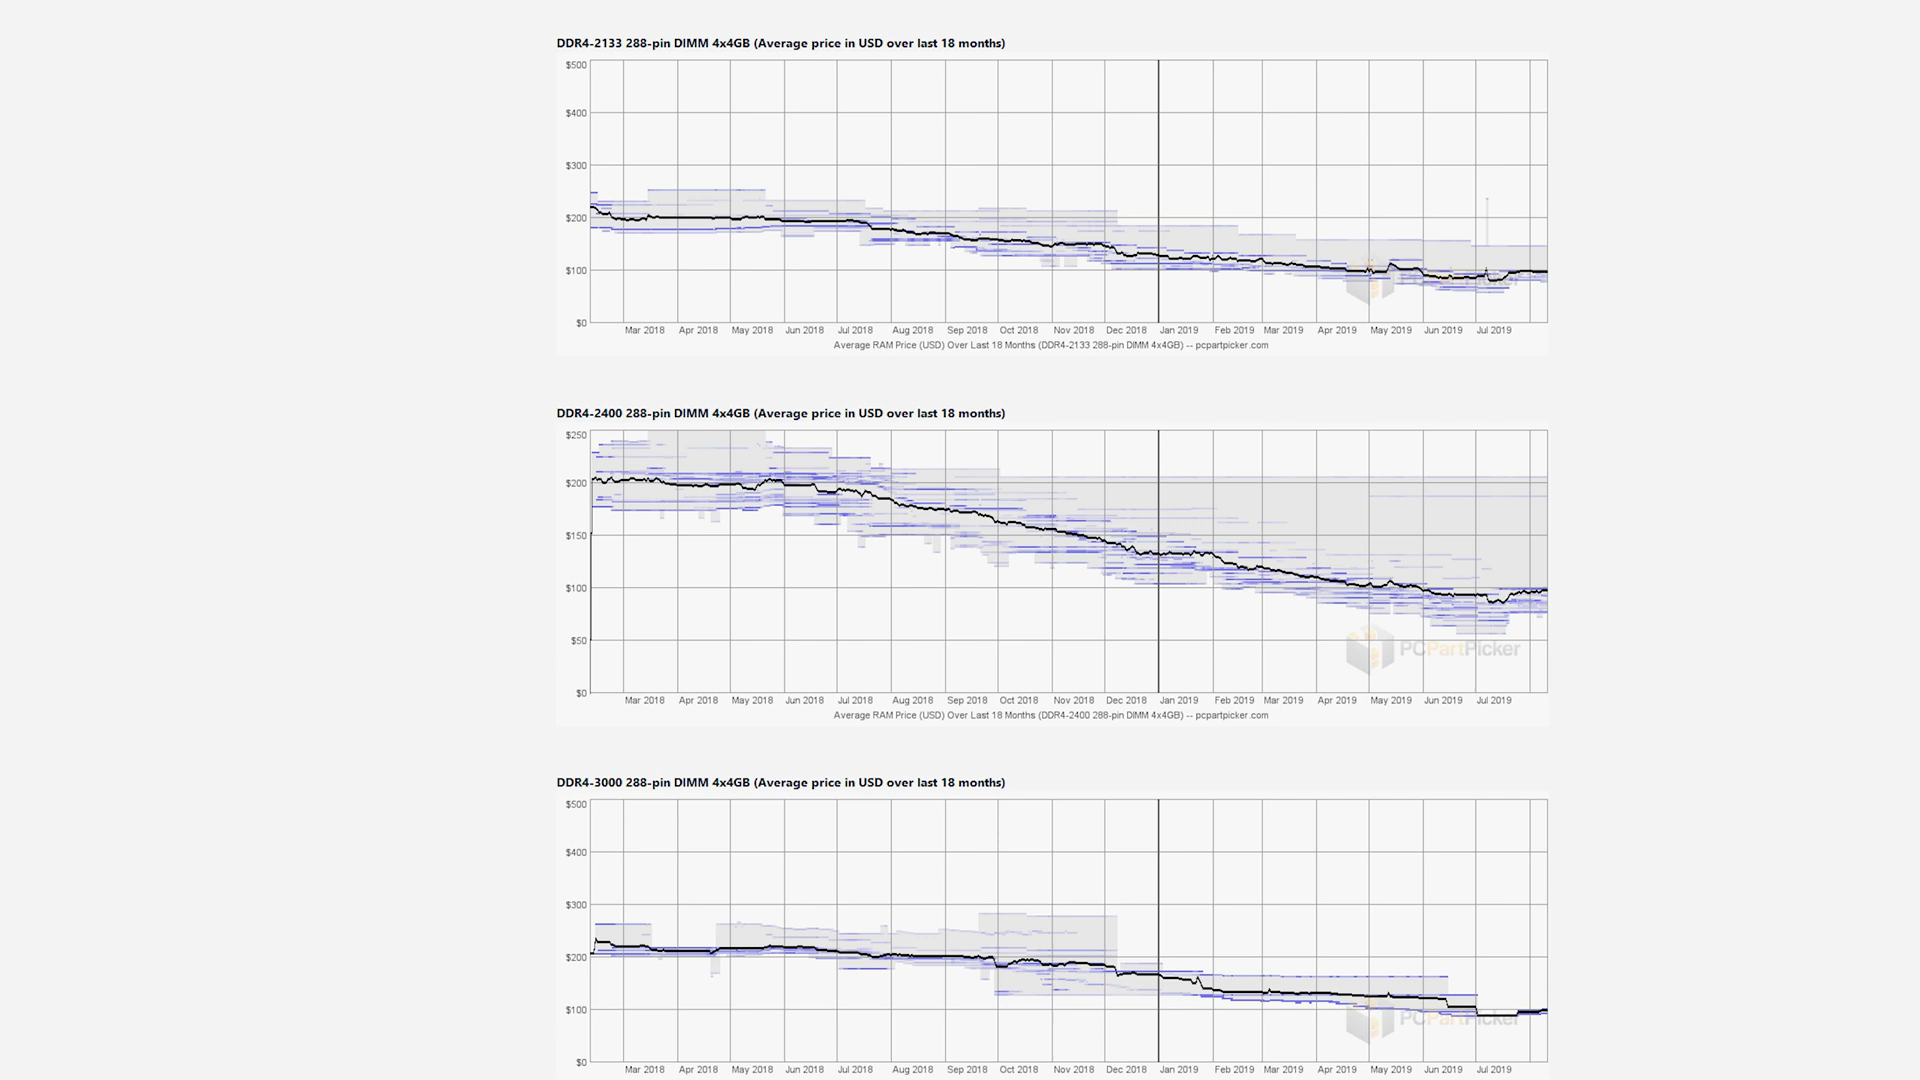 DDR4-2133 288-pin DIMM 4x4GB (Average price in USD over last 18 months)
$500
$400
$300
$200
$100
$0
Mar 2018 Apr 2018 May 2018 Jun 2018 Jul 2018 Aug 2018 Sep 2018 Oct 2018 Nov 2018 Dec 2018 Jan 2019 Feb 2019 Mar 2019 Apr 2019 May 2019 Jun 2019 Jul 2019
Average RAM Price (USD) Over Last 18 Months (DDR4-2133 288-pin DIMM 4x4GB) -- pcpartpicker.com
DDR4-2400 288-pin DIMM 4x4GB (Average price in USD over last 18 months)
$250
$200
$150
$100
$50
PCPartPicker
$0
Mar 2018 Apr 2018 May 2018 Jun 2018 Jul 2018 Aug 2018 Sep 2018 Oct 2018 Nov 2018 Dec 2018 Jan 2019 Feb 2019 Mar 2019 Apr 2019 May 2019 Jun 2019 Jul 2019
Average RAM Price (USD) Over Last 18 Months (DDR4-2400 288-pin DIMM 4x4GB) -- pcpartpicker.com
DDR4-3000 288-pin DIMM 4x4GB (Average price in USD over last 18 months)
$500
$400
$300
$200
$100
PCPartPicker
$0
Mar 2018 Apr 2018 May 2018 Jun 2018 Jul 2018 Aug 2018 Sep 2018 Oct 2018 Nov 2018 Dec 2018 Jan 2019 Feb 2019 Mar 2019 Apr 2019 May 2019 Jun 2019 Jul 2019